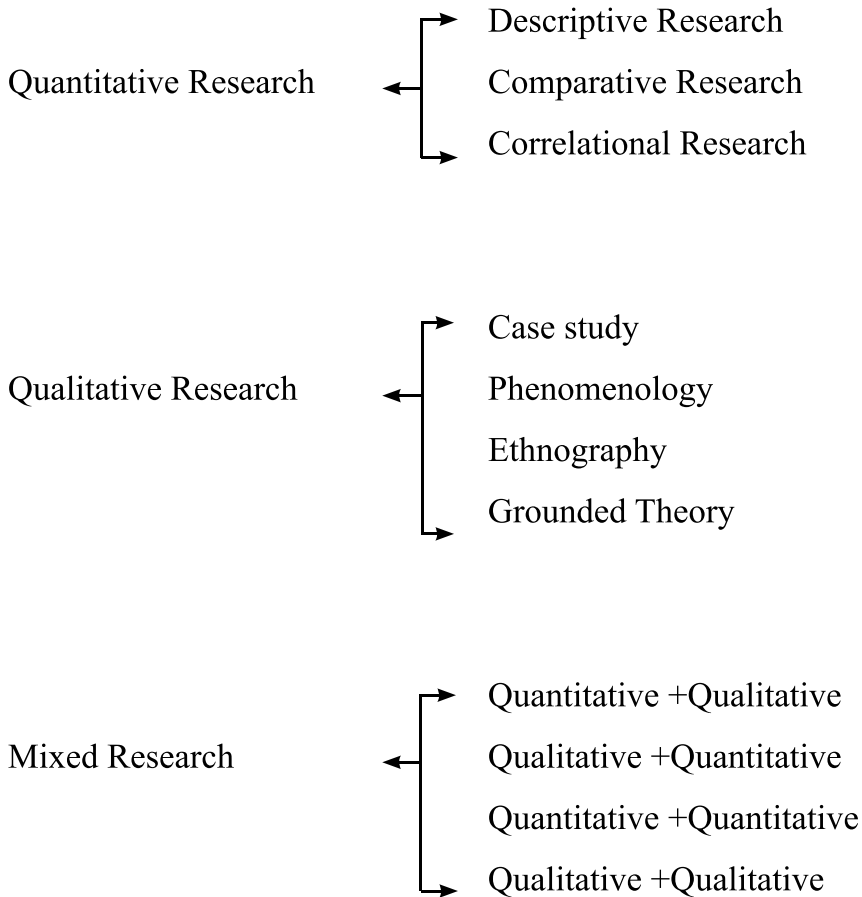 Descriptive Research
Quantitative Research
Comparative Research
Correlational Research
Case study
Qualitative Research
Phenomenology
Ethnography
Grounded Theory
Quantitative +Qualitative
Mixed Research
Qualitative +Quantitative
Quantitative +Quantitative
Qualitative +Qualitative